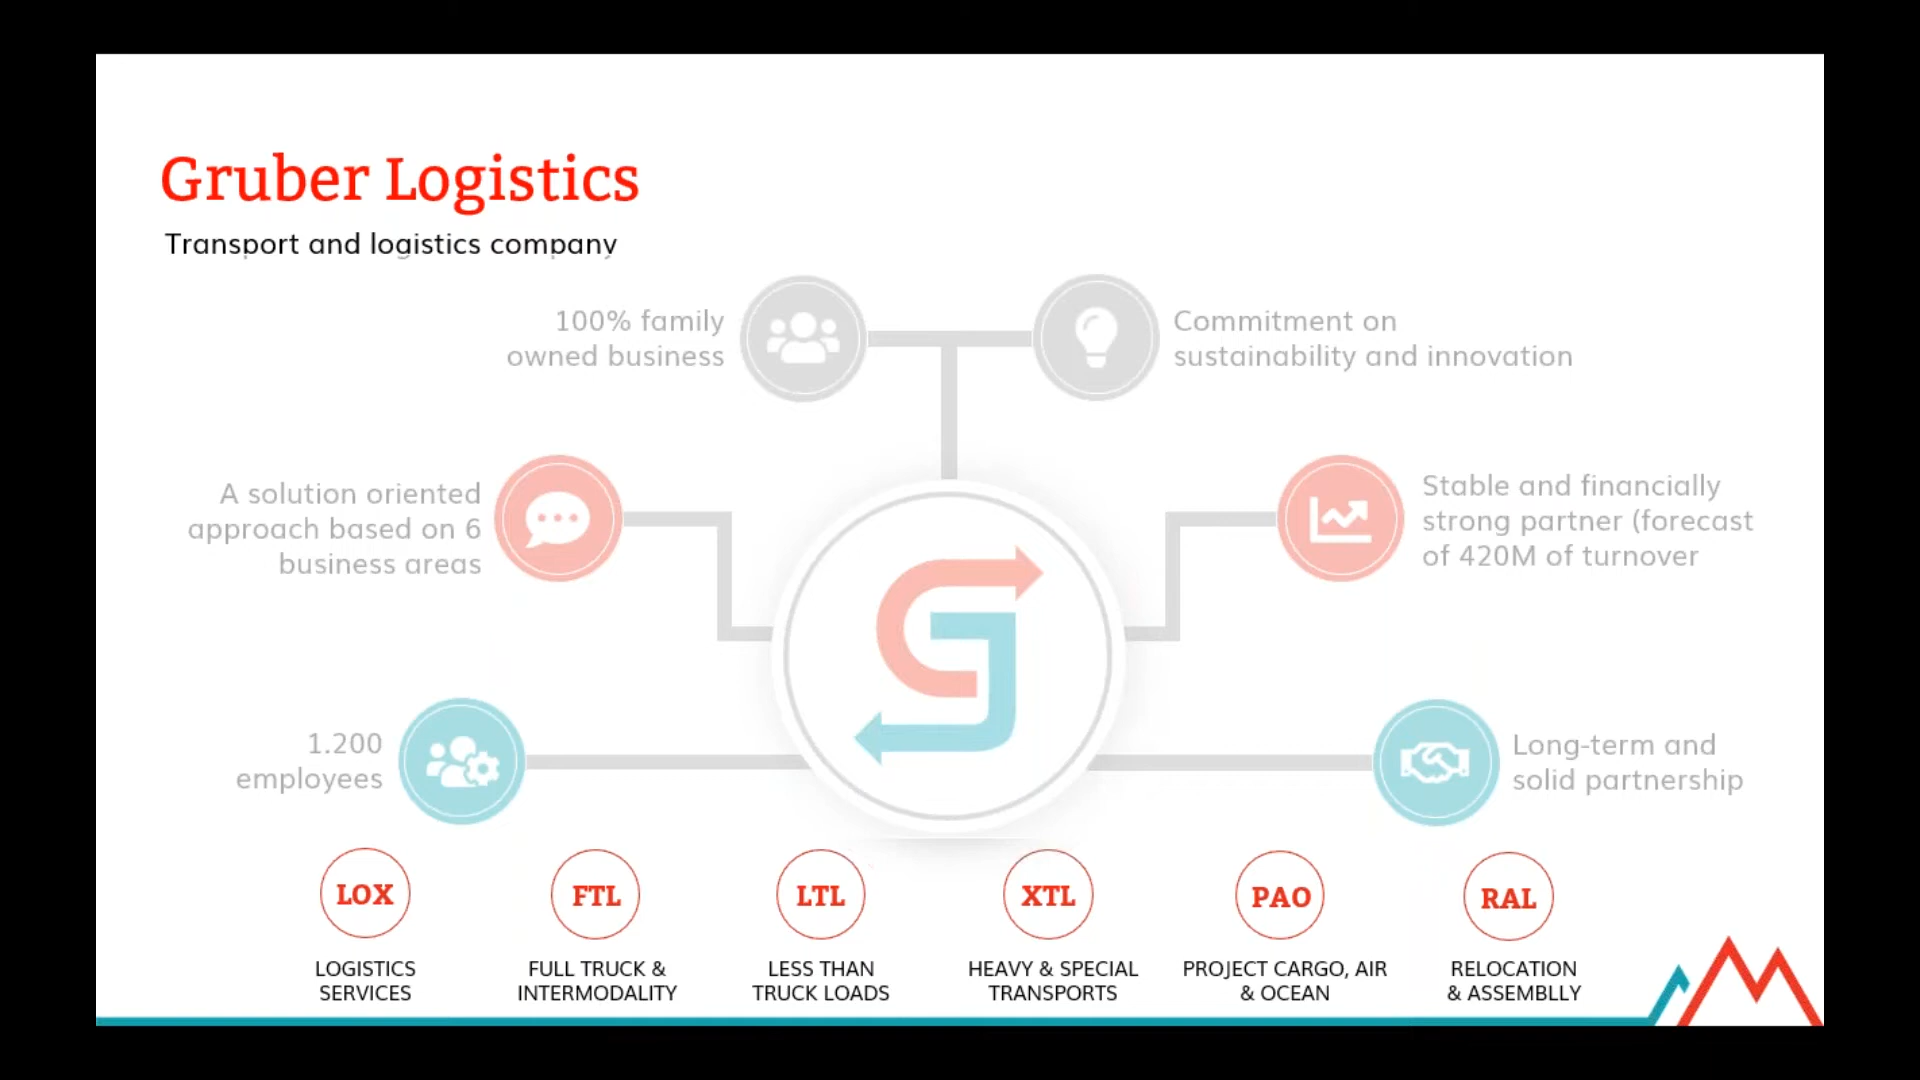 Gruber Logistics
Transport and logistics company
100% family
owned business
Commitment on
sustainability and innovation
A solution oriented
approach based on 6
business areas
Stable and financially
strong partner (forecast
of 420M of turnover
1.200
employees
Long-term and
solid partnership
LOX
LOGISTICS
SERVICES
FTL
FULL TRUCK &
INTERMODALITY
LTL
LESS THAN
TRUCK LOADS
XTL
HEAVY & SPECIAL
TRANSPORTS
PAO
PROJECT CARGO, AIR
& OCEAN
RAL
RELOCATION
& ASSEMBLLY